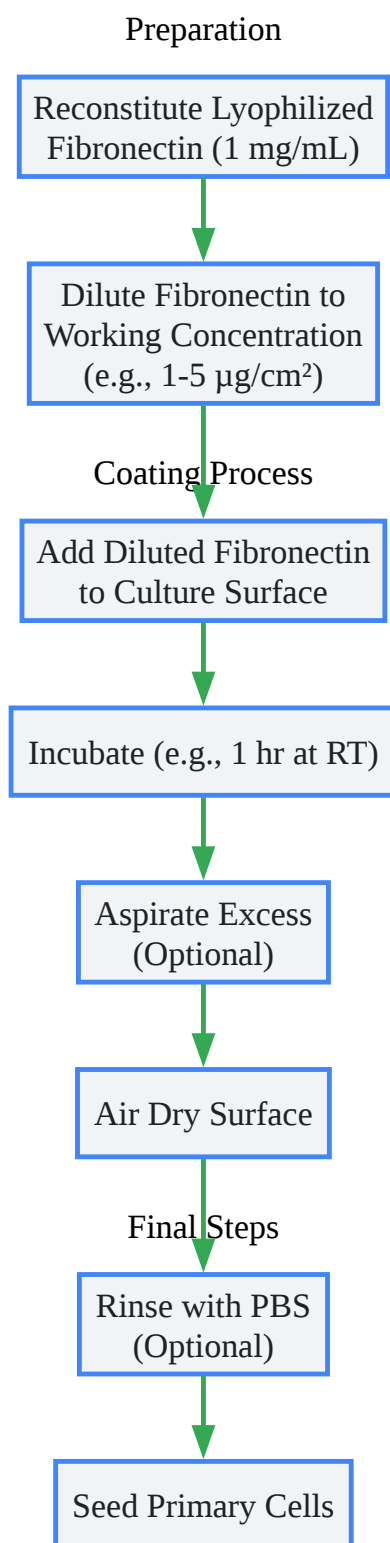 Preparation
Reconstitute Lyophilized
Fibronectin (1 mg/mL)
Dilute Fibronectin to
Working Concentration
(e.g., 1-5 µg/cm²)
Coating Process
Add Diluted Fibronectin
to Culture Surface
Incubate (e.g., 1 hr at RT)
Aspirate Excess
(Optional)
Air Dry Surface
Final Steps
Rinse with PBS
(Optional)
Seed Primary Cells